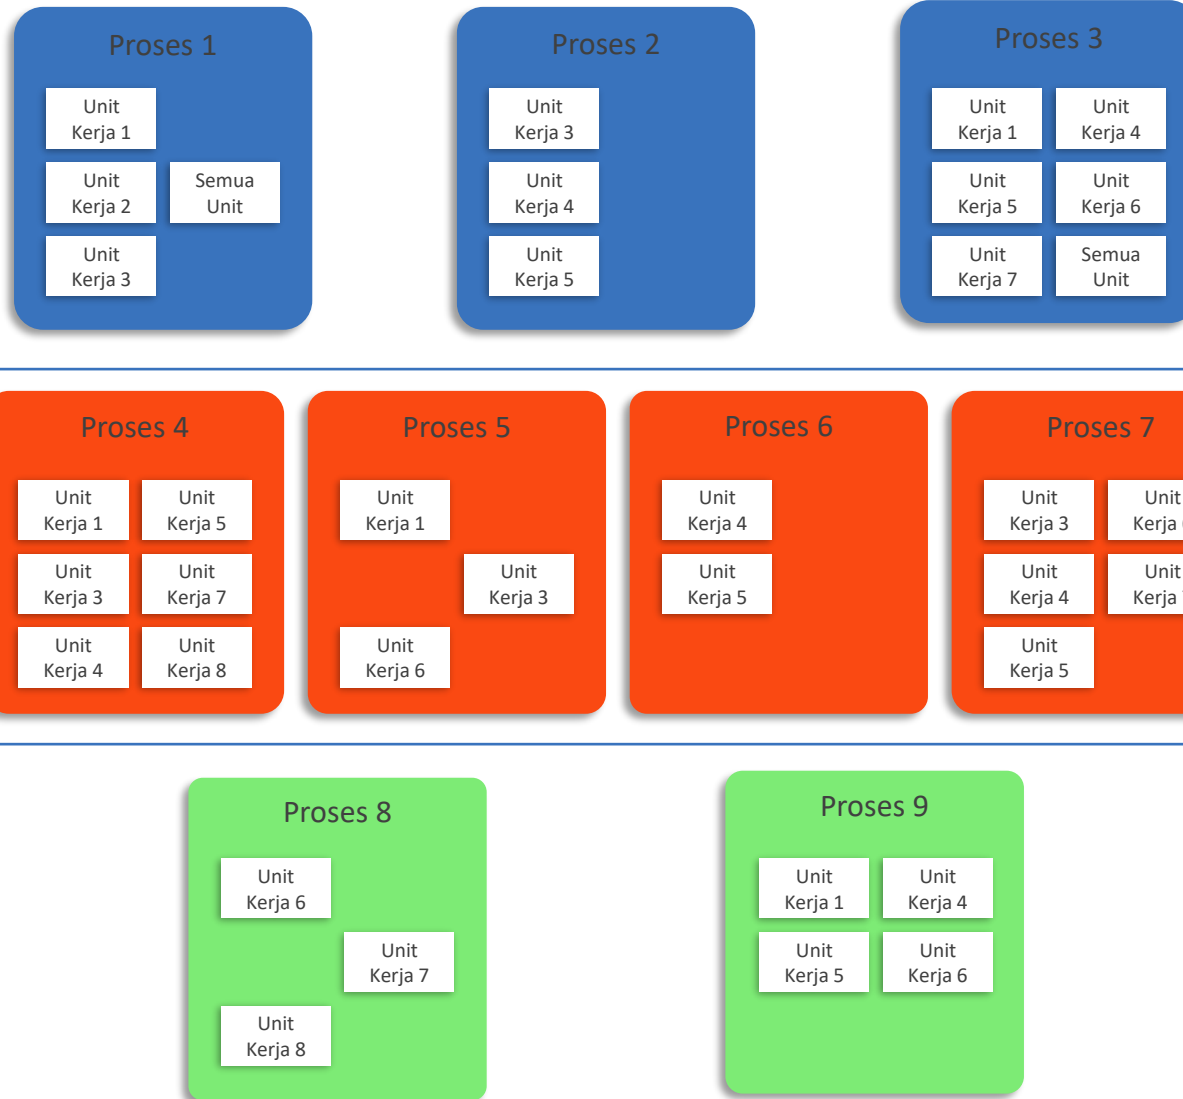 Proses 1
Unit
Kerja 1
Unit
Kerja 2
Semua
Unit
Unit
Kerja 3
Proses 2
Unit
Kerja 3
Unit
Kerja 4
Unit
Kerja 5
Proses 3
Unit
Kerja 1
Unit
Kerja 4
Unit
Kerja 5
Unit
Kerja 6
Unit
Kerja 7
Semua
Unit
Proses 4
Unit
Kerja 1
Unit
Kerja 5
Unit
Kerja 3
Unit
Kerja 7
Unit
Kerja 4
Unit
Kerja 8
Proses 5
Unit
Kerja 1
Unit
Kerja 3
Unit
Kerja 6
Proses 6
Unit
Kerja 4
Unit
Kerja 5
Proses 7
Unit
Kerja 3
Unit
Kerja
Unit
Kerja 4
Unit
Kerja
Unit
Kerja 5
Proses 8
Unit
Kerja 6
Unit
Kerja 7
Unit
Kerja 8
Proses 9
Unit
Kerja 1
Unit
Kerja 4
Unit
Kerja 5
Unit
Kerja 6